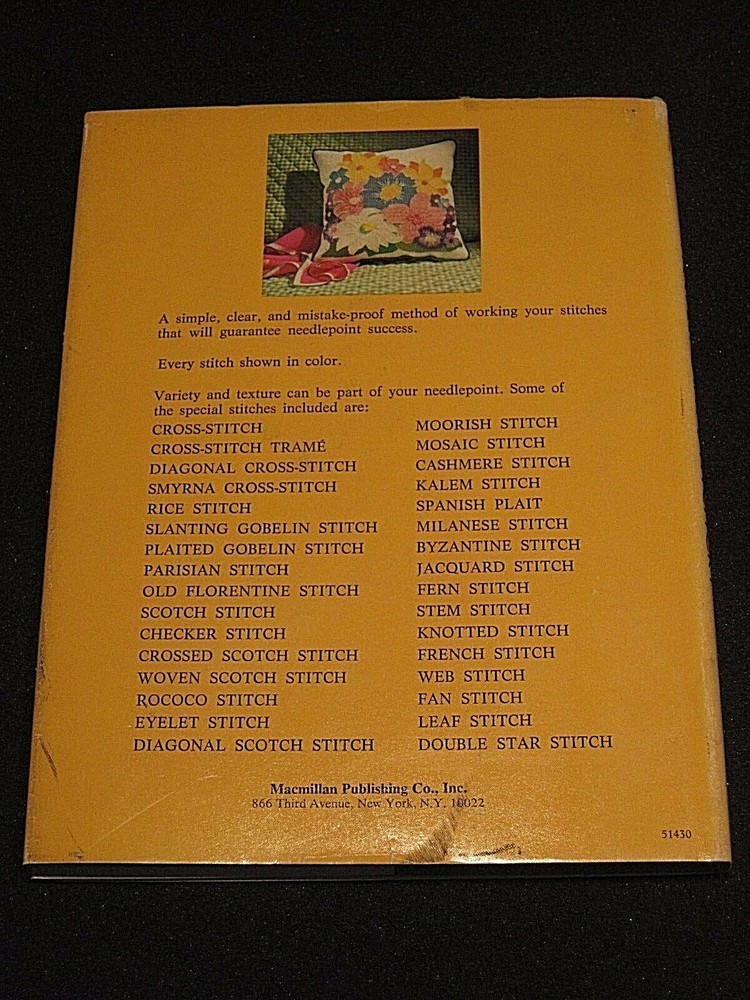 A simple, clear, and mistake-proof method of working your stitches
that will guarantee needlepoint success.
Every stitch shown in color.
Variety and texture can be part of your needlepoint. Some of
the special stitches included are:
CROSS-STITCH
CROSS-STITCH TRAMÉ
DIAGONAL CROSS-STITCH
SMYRNA CROSS-STITCH
RICE STITCH
SLANTING GOBELIN STITCH
PLAITED GOBELIN STITCH
PARISIAN STITCH
OLD FLORENTINE STITCH
SCOTCH STITCH
CHECKER STITCH
CROSSED SCOTCH STITCH
WOVEN SCOTCH STITCH
ROCOCO STITCH
EYELET STITCH
DIAGONAL SCOTCH STITCH
MOORISH STITCH
MOSAIC STITCH
CASHMERE STITCH
KALEM STITCH
SPANISH PLAIT
MILANESE STITCH
BYZANTINE STITCH
JACQUARD STITCH
FERN STITCH
STEM STITCH
KNOTTED STITCH
FRENCH STITCH
WEB STITCH
FAN STITCH
LEAF STITCH
DOUBLE STAR STITCH
Macmillan Publishing Co., Inc.
866 Third Avenue, New York, N.Y. 10022
51430